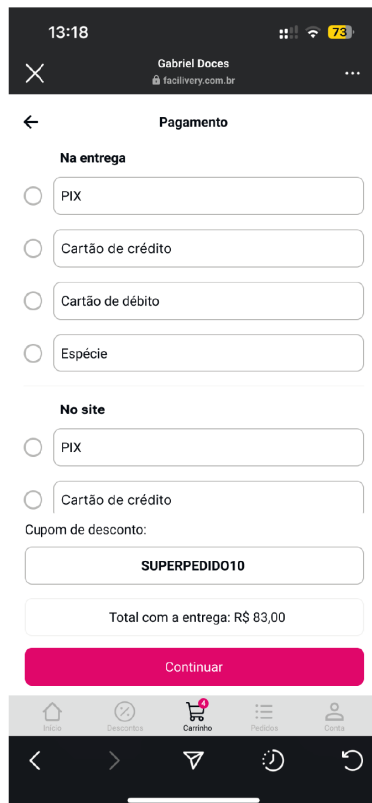 13:18
73
Gabriel Doces
facilivery.com.br
Pagamento
Na entrega
PIX
Cartão de crédito
Cartão de débito
Espécie
No site
PIX
Cartão de crédito
Cupom de desconto:
SUPERPEDIDO10
Total com a entrega: R$ 83,00
Continuar
4
Início
Descontos
Carrinho
Pedidos
Conta